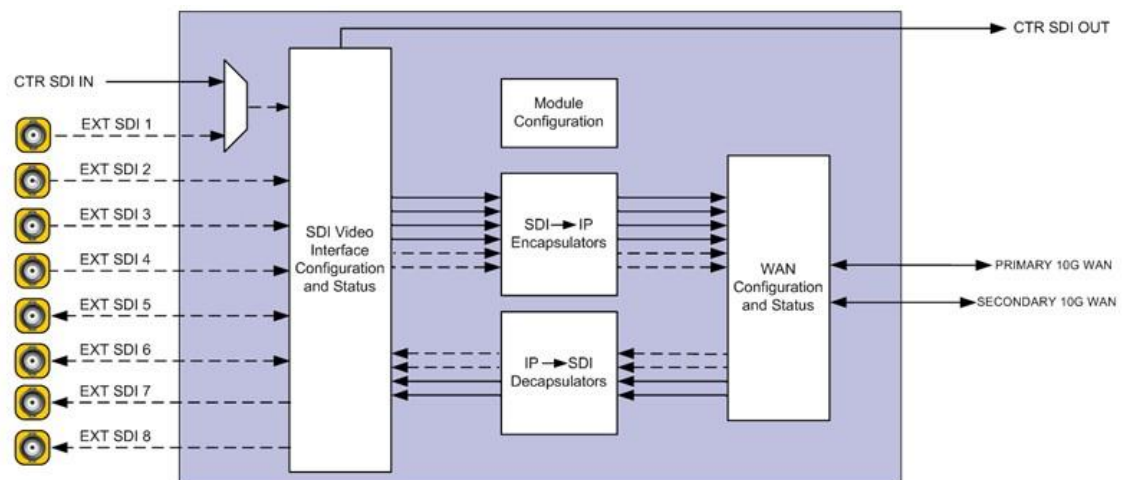 CTR SDI OUT
CTR SDI IN
EXT SDI 1
EXT SDI 2
EXT SDI 3
EXT SDI 4
EXT SDI 5
EXT SDI 6
EXT SDI 7
EXT SDI 8
SDI Video
Interface
Configuration
and Status
Module
Configuration
SDI → IP
Encapsulators
IP → SDI
Decapsulators
WAN
Configuration
and Status
PRIMARY 10G WAN
SECONDARY 10G WAN